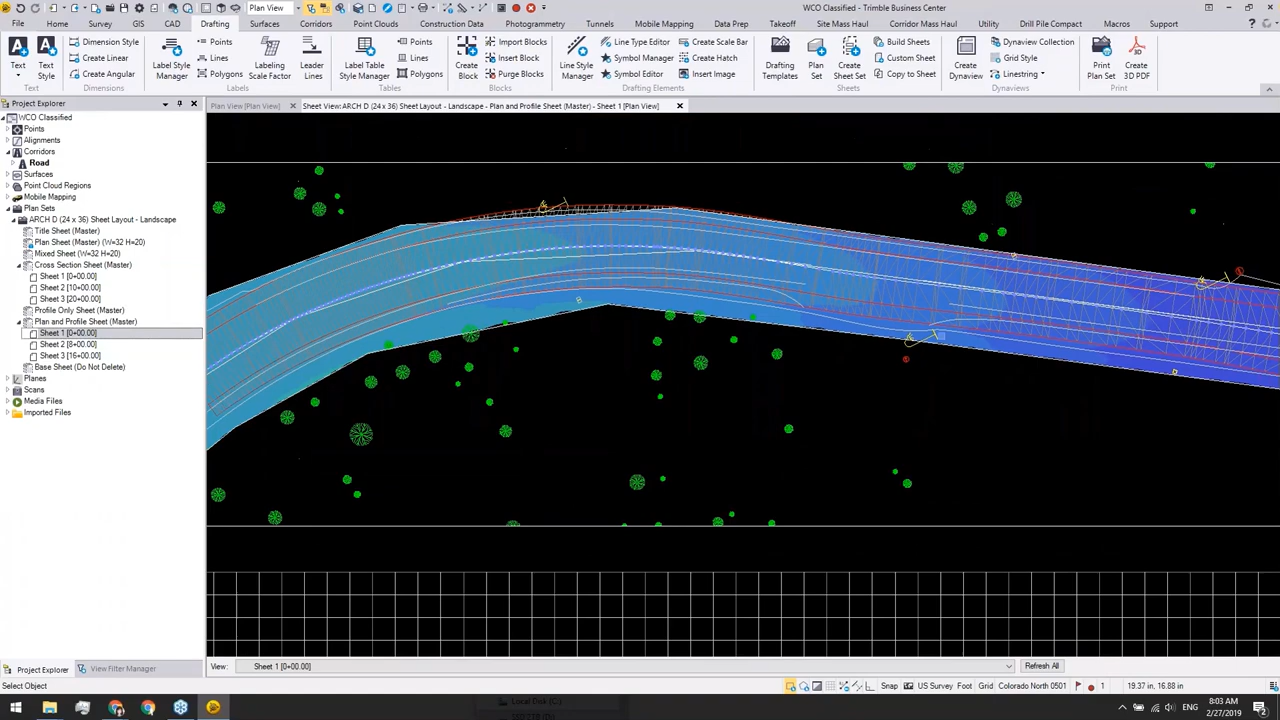 Plan View
WCO Classified - Trimble Business Center
File
Home
Survey
GIS
CAD
Drafting
Surfaces
Corridors
Point Clouds
Construction Data
Photogrammetry
Tunnels
Mobile Mapping
Data Prep
Takeoff
Site Mass Haul
Corridor Mass Haul
Utility
Drill Pile Corridor
Macros
Support
Text
Text Style
Dimension Style
Create Linear
Create Angular
Label Style Manager
Points
Lines
Polygons
Labeling Scale Factor
Leader Lines
Label Table Style Manager
Points
Lines
Polygons
Create Block
Import Blocks
Insert Block
Purge Blocks
Line Style Manager
Line Type Editor
Symbol Manager
Symbol Editor
Create Scale Bar
Create Hatch
Insert Image
Drafting Templates
Plan Set
Create Sheet Set
Build Sheets
Custom Sheet
Copy to Sheet
Create Dynaview
Dynaview Collection
Grid Style
Linestring
Print Plan Set
Create 3D PDF
Text
Dimensions
Labels
Tables
Blocks
Drafting Elements
Sheets
Dynaviews
Print
Project Explorer
Plan View [Plan View]
Sheet View: ARCH D (24 x 36) Sheet Layout - Landscape - Plan and Profile Sheet (Master) - Sheet 1 [Plan View]
WCO Classified
Points
Alignments
Corridors
Road
Surfaces
Point Cloud Regions
Mobile Mapping
Plan Sets
ARCH D (24 x 36) Sheet Layout - Landscape
Title Sheet (Master)
Plan Sheet (Master) (W=32 H=20)
Mixed Sheet (Master) (W=32 H=20)
Cross Section Sheet (Master)
Sheet 1 [0+00.00]
Sheet 2 [10+00.00]
Sheet 3 [20+00.00]
Profile Only Sheet (Master)
Plan and Profile Sheet (Master)
Sheet 1 [0+00.00]
Sheet 2 [8+00.00]
Sheet 3 [16+00.00]
Base Sheet (Do Not Delete)
Planes
Scans
Media Files
Imported Files
Project Explorer
View Filter Manager
View:
Sheet 1 [0+00.00]
Refresh All
Select Object
Snap
US Survey
Foot
Grid
Colorado North 0501
1
19.37 in, 16.88 in
Local Disk (C:)
ENG
8:03 AM
2/27/2019